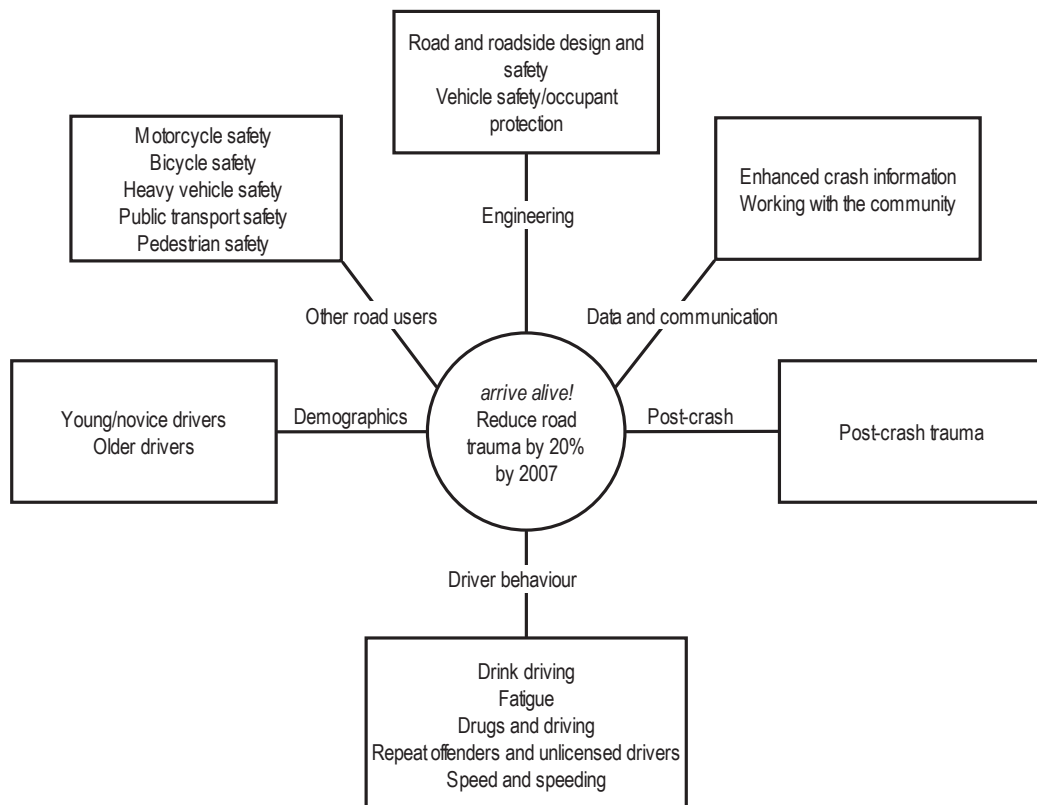 Road and roadside design and
safety
Vehicle safety/occupant
protection
Motorcycle safety
Bicycle safety
Heavy vehicle safety
Public transport safety
Pedestrian safety
Enhanced crash information
Working with the community
Engineering
Other road users
Data and communication
Young/novice drivers
Older drivers
Demographics
arrive alive!
Reduce road
trauma by 20%
by 2007
Post-crash
Post-crash trauma
Driver behaviour
Drink driving
Fatigue
Drugs and driving
Repeat offenders and unlicensed drivers
Speed and speeding